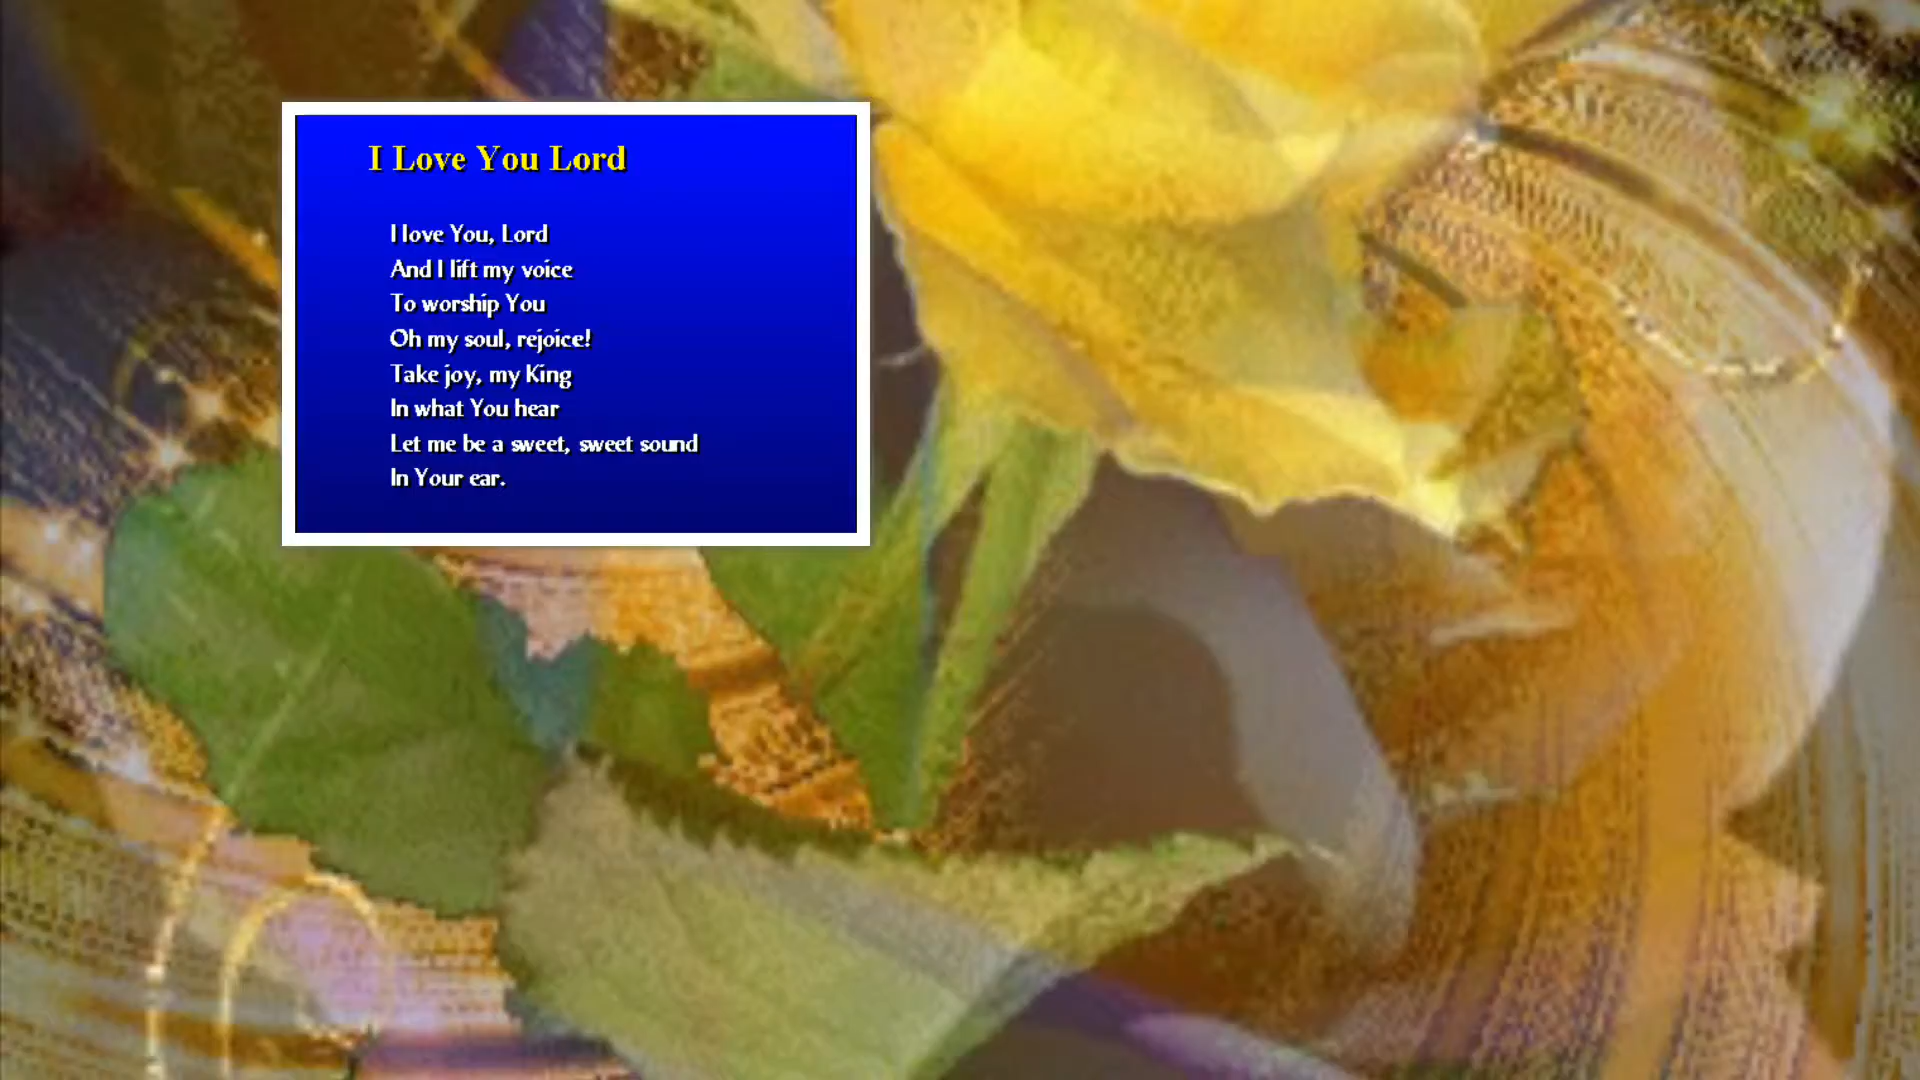 I Love You Lord
I love You, Lord
And I lift my voice
To worship You
Oh my soul, rejoice!
Take joy, my King
In what You hear
Let me be a sweet, sweet sound
In Your ear.